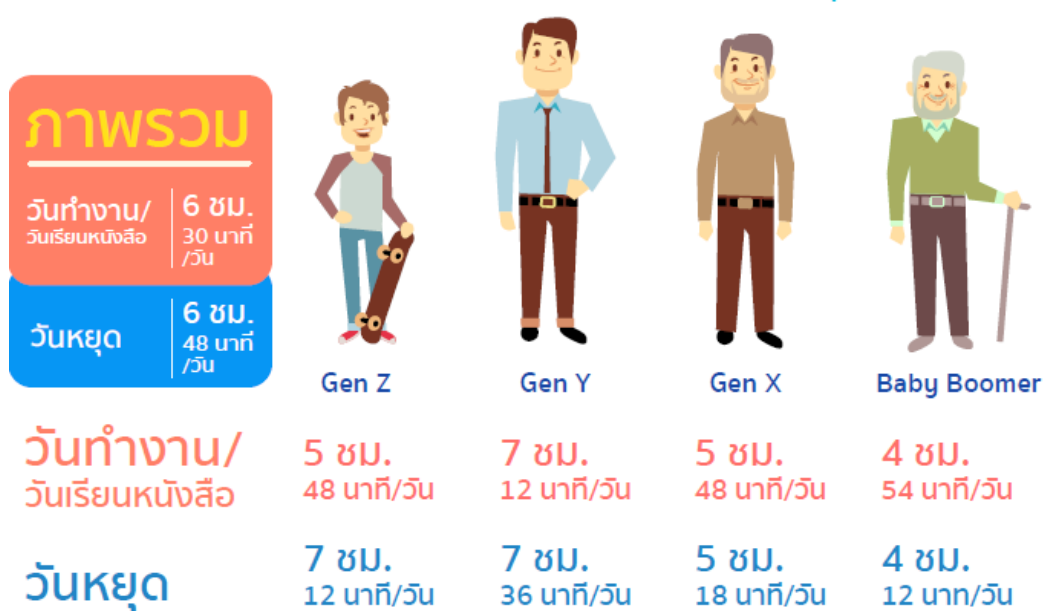 ภาพรวม
วันทำงาน/
วันเรียนหนังสือ
6 ชม.
30 นาที
/วัน
วันหยุด
6 ชม.
48 นาที
/วัน
Gen Z Gen Y Gen X Baby Boomer
วันทำงาน/
วันเรียนหนังสือ
5 ชม. 7 ชม. 5 ชม. 4 ชม.
48 นาที/วัน 12 นาที/วัน 48 นาที/วัน 54 นาที/วัน
วันหยุด
7 ชม. 7 ชม. 5 ชม. 4 ชม.
12 นาที/วัน 36 นาที/วัน 18 นาที/วัน 12 นาท/วัน